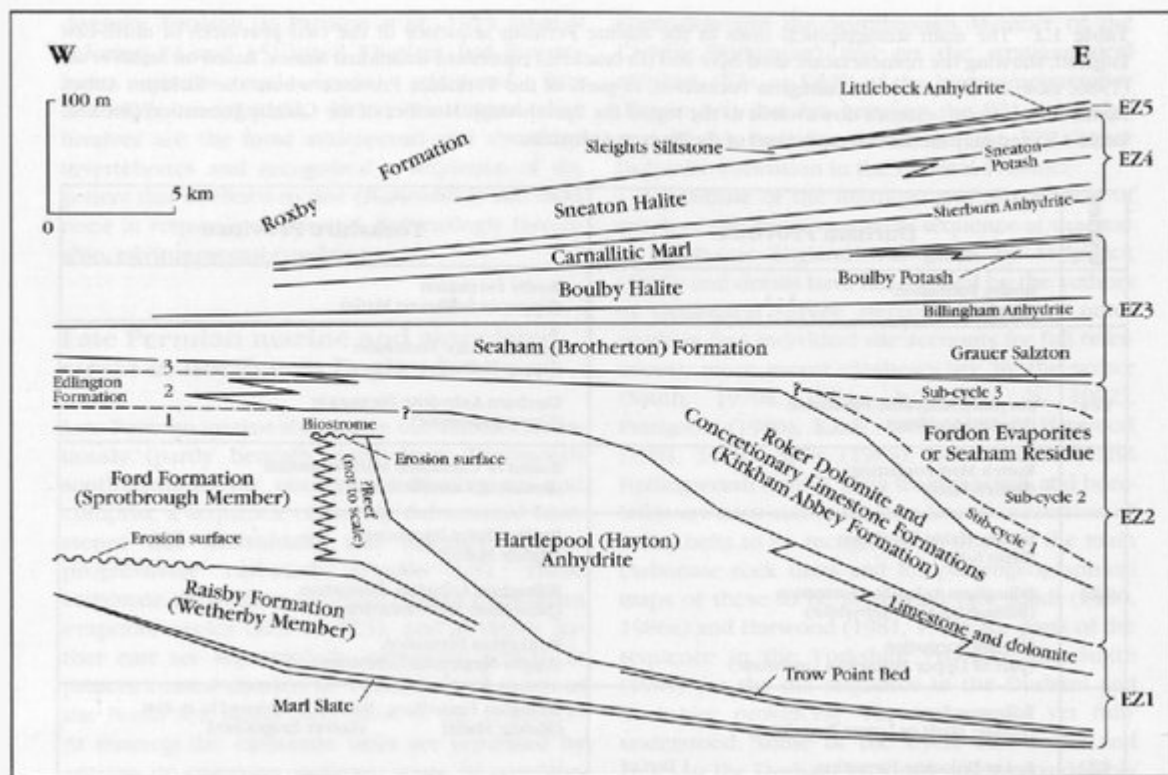 W
E
100 m
5 km
0
Littlebeck Anhydrite
EZ5
Sleights Siltstone
Roxby Formation
Sneaton
Potash
EZ4
Sneaton Halite
Sherburn Anhydrite
Carnallitic Marl
Boulby Potash
Boulby Halite
Billingham Anhydrite
EZ3
Seaham (Brotherton) Formation
Grauer Salzton
3
Edlington
Formation
2
1
?
?
Sub-cycle 3
Biostrome
Erosion surface
?Reef
(not to scale)
Roker Dolomite and
Concretionary Limestone Formations
(Kirkham Abbey Formation)
Fordon Evaporites
or Seaham Residue
Sub-cycle 2
Sub-cycle 1
EZ2
Ford Formation
(Sprotbrough Member)
Erosion surface
Hartlepool (Hayton)
Anhydrite
Raisby Formation
(Wetherby Member)
Limestone and dolomite
Trow Point Bed
Marl Slate
EZ1